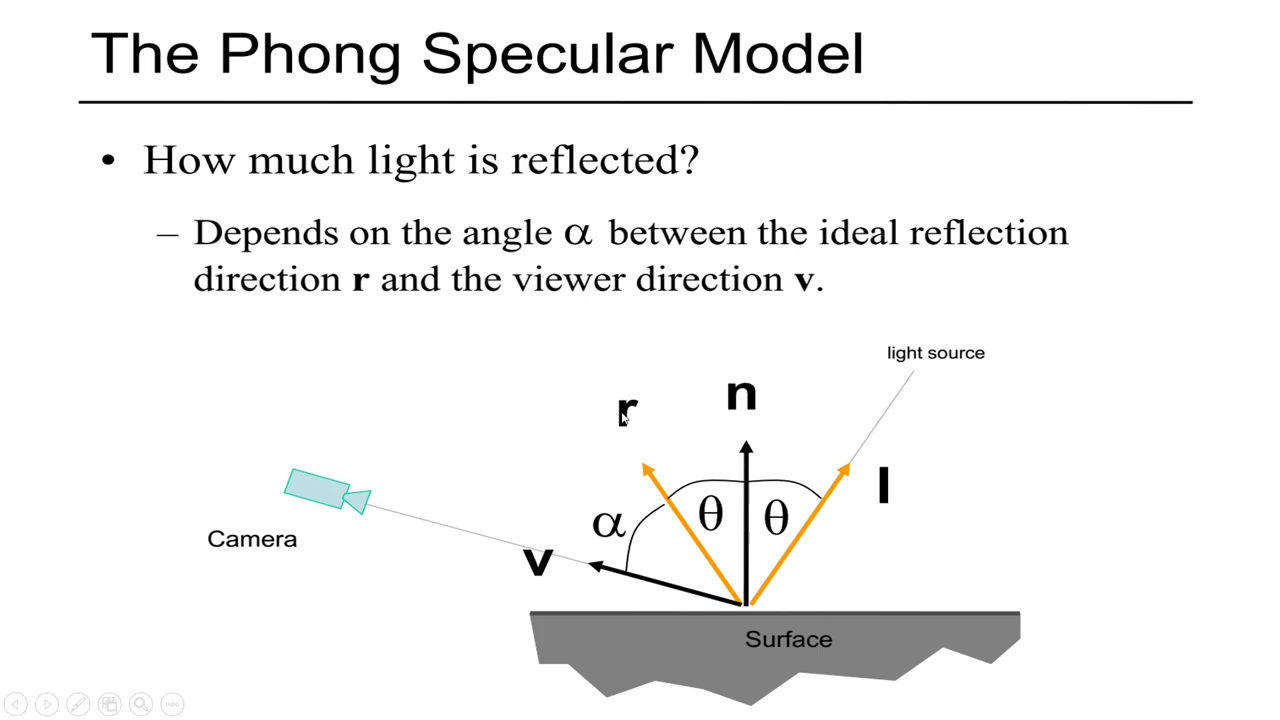 The Phong Specular Model
• How much light is reflected?
– Depends on the angle α between the ideal reflection
direction r and the viewer direction v.
light source
n
r
l
θ
θ
α
Camera
v
Surface